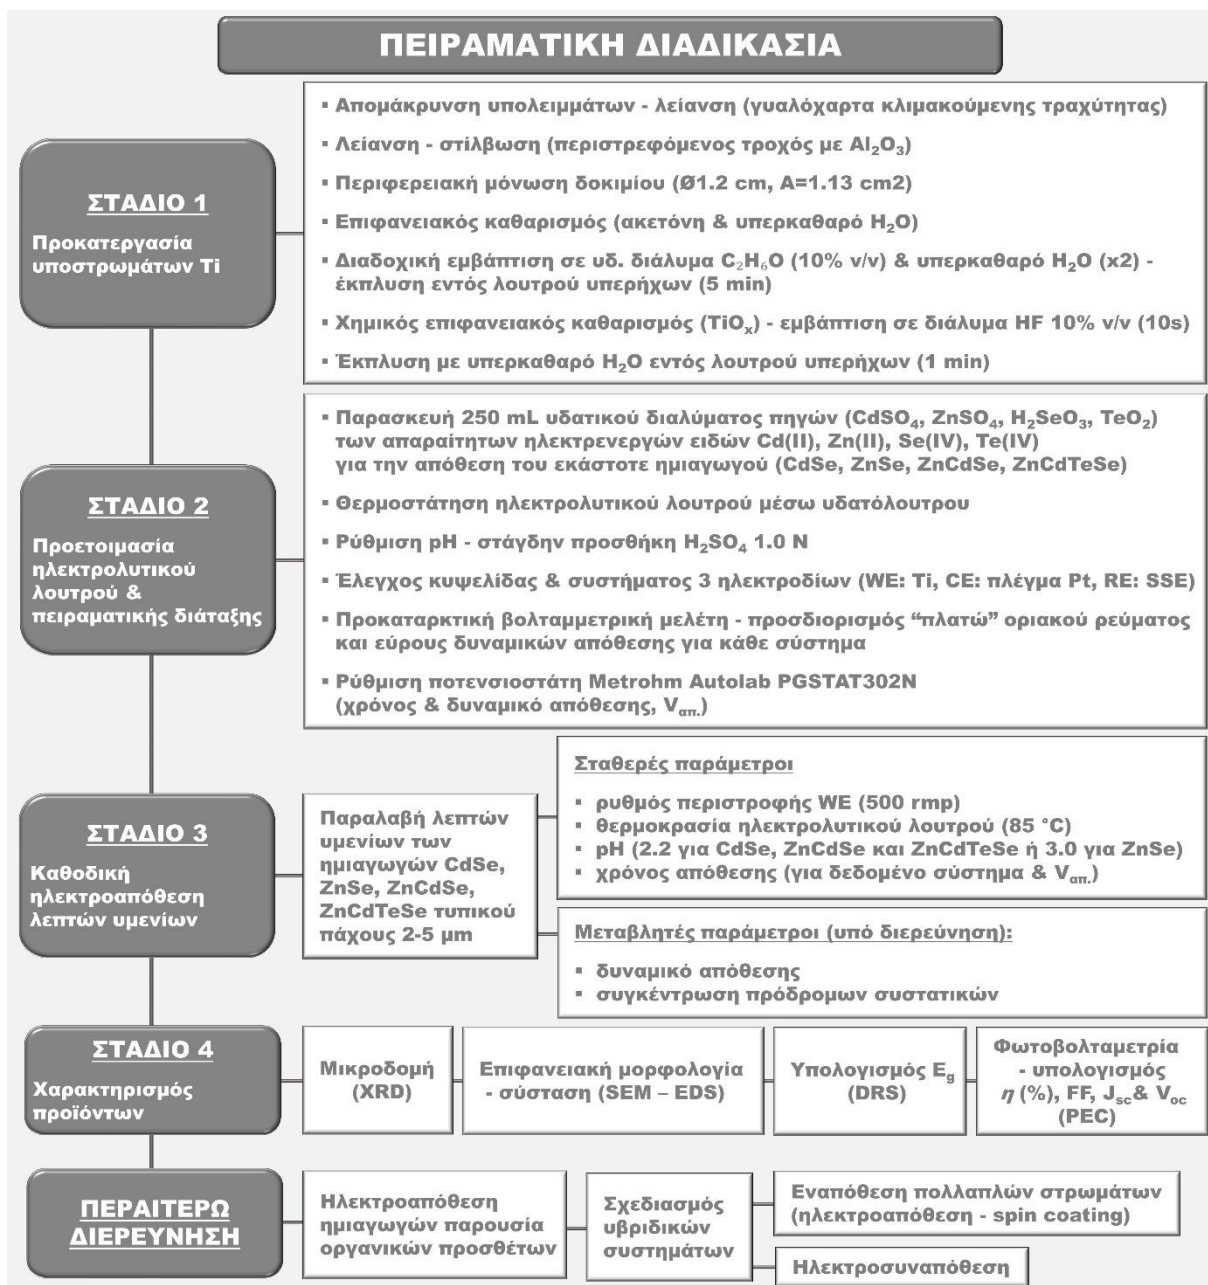 ΠΕΙΡΑΜΑΤΙΚΗ ΔΙΑΔΙΚΑΣΙΑ
ΣΤΑΔΙΟ 1
Προκατεργασία
υποστρωμάτων Ti
▪ Απομάκρυνση υπολειμμάτων - λείανση (γυαλόχαρτα κλιμακούμενης τραχύτητας)
▪ Λείανση - στίλβωση (περιστρεφόμενος τροχός με Al₂O₃)
▪ Περιφερειακή μόνωση δοκιμίου (Ø1.2 cm, A=1.13 cm2)
▪ Επιφανειακός καθαρισμός (ακετόνη & υπερκαθαρό H₂O)
▪ Διαδοχική εμβάπτιση σε υδ. διάλυμα C₂H₆O (10% v/v) & υπερκαθαρό H₂O (x2) -
έκπλυση εντός λουτρού υπερήχων (5 min)
▪ Χημικός επιφανειακός καθαρισμός (TiOₓ) - εμβάπτιση σε διάλυμα HF 10% v/v (10s)
▪ Έκπλυση με υπερκαθαρό H₂O εντός λουτρού υπερήχων (1 min)
ΣΤΑΔΙΟ 2
Προετοιμασία
ηλεκτρολυτικού
λουτρού &
πειραματικής διάταξης
▪ Παρασκευή 250 mL υδατικού διαλύματος πηγών (CdSO₄, ZnSO₄, H₂SeO₃, TeO₂)
των απαραίτητων ηλεκτρενεργών ειδών Cd(II), Zn(II), Se(IV), Te(IV)
για την απόθεση του εκάστοτε ημιαγωγού (CdSe, ZnSe, ZnCdSe, ZnCdTeSe)
▪ Θερμοστάτηση ηλεκτρολυτικού λουτρού μέσω υδατόλουτρου
▪ Ρύθμιση pH - στάγδην προσθήκη H₂SO₄ 1.0 N
▪ Έλεγχος κυψελίδας & συστήματος 3 ηλεκτροδίων (WE: Ti, CE: πλέγμα Pt, RE: SSE)
▪ Προκαταρκτική βολταμμετρική μελέτη - προσδιορισμός “πλατώ” οριακού ρεύματος
και εύρους δυναμικών απόθεσης για κάθε σύστημα
▪ Ρύθμιση ποτενσιοστάτη Metrohm Autolab PGSTAT302N
(χρόνος & δυναμικό απόθεσης, Vαπ.)
ΣΤΑΔΙΟ 3
Καθοδική
ηλεκτροαπόθεση
λεπτών υμενίων
Παραλαβή λεπτών
υμενίων των
ημιαγωγών CdSe,
ZnSe, ZnCdSe,
ZnCdTeSe τυπικού
πάχους 2-5 μm
Σταθερές παράμετροι
▪ ρυθμός περιστροφής WE (500 rmp)
▪ θερμοκρασία ηλεκτρολυτικού λουτρού (85 °C)
▪ pH (2.2 για CdSe, ZnCdSe και ZnCdTeSe ή 3.0 για ZnSe)
▪ χρόνος απόθεσης (για δεδομένο σύστημα & Vαπ.)
Μεταβλητές παράμετροι (υπό διερεύνηση):
▪ δυναμικό απόθεσης
▪ συγκέντρωση πρόδρομων συστατικών
ΣΤΑΔΙΟ 4
Χαρακτηρισμός
προϊόντων
Μικροδομή
(XRD)
Επιφανειακή μορφολογία
- σύσταση (SEM – EDS)
Υπολογισμός E_g
(DRS)
Φωτοβολταμετρία
- υπολογισμός
η (%), FF, J_sc& V_oc
(PEC)
ΠΕΡΑΙΤΕΡΩ
ΔΙΕΡΕΥΝΗΣΗ
Ηλεκτροαπόθεση
ημιαγωγών παρουσία
οργανικών προσθέτων
Σχεδιασμός
υβριδικών
συστημάτων
Εναπόθεση πολλαπλών στρωμάτων
(ηλεκτροαπόθεση - spin coating)
Ηλεκτροσυναπόθεση